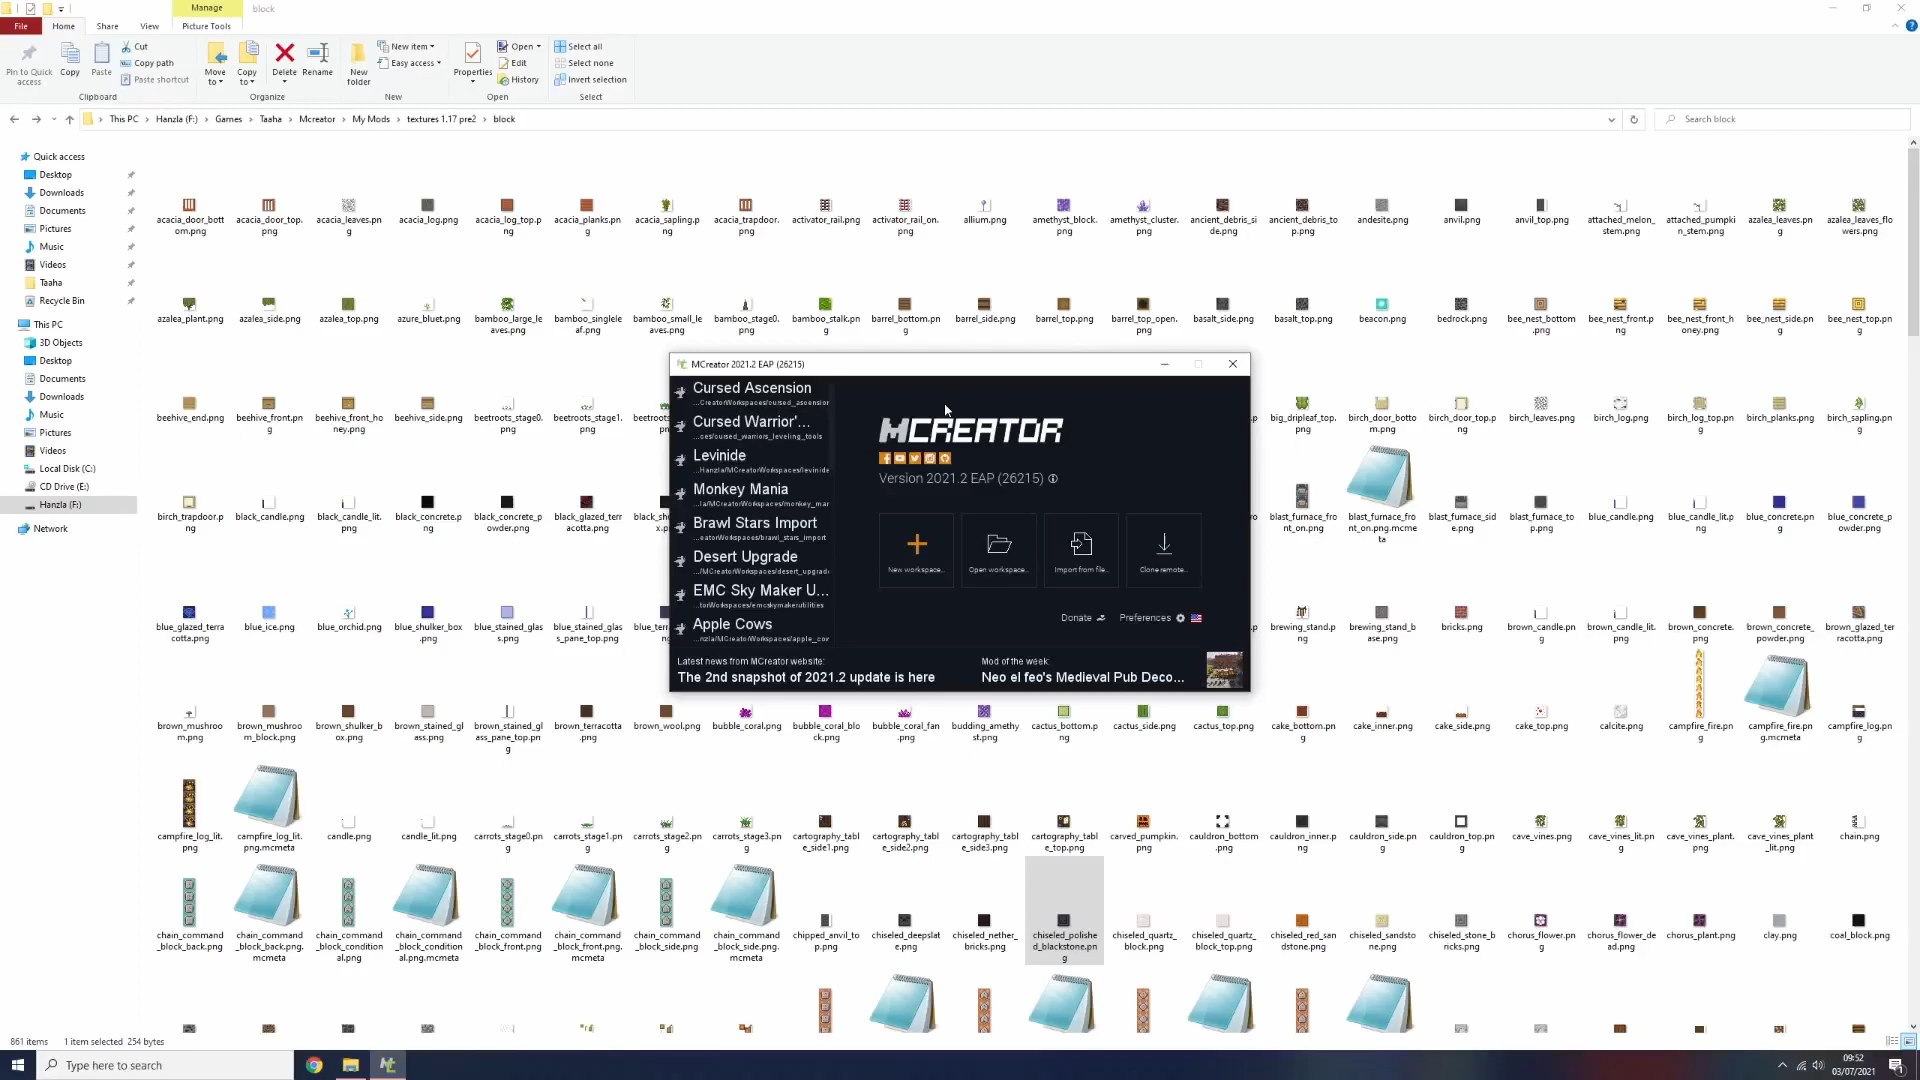 Manage
block
File
Home
Share
View
Picture Tools
Pin to Quick access
Copy
Paste
Cut
Copy path
Paste shortcut
Clipboard
Move to
Copy to
Delete
Rename
Organize
New folder
New item
Easy access
New
Properties
Open
Edit
History
Open
Select all
Select none
Invert selection
Select
This PC
Hanzla (F:)
Games
Taaha
Mcreator
My Mods
textures 1.17 pre2
block
Search block
Quick access
Desktop
Downloads
Documents
Pictures
Music
Videos
Taaha
Recycle Bin
This PC
3D Objects
Desktop
Documents
Downloads
Music
Pictures
Videos
Local Disk (C:)
CD Drive (E:)
Hanzla (F:)
Network
acacia_door_bottom.png
acacia_door_top.png
acacia_leaves.png
acacia_log.png
acacia_log_top.png
acacia_planks.png
acacia_sapling.png
acacia_trapdoor.png
activator_rail.png
activator_rail_on.png
allium.png
amethyst_block.png
amethyst_cluster.png
ancient_debris_side.png
ancient_debris_top.png
andesite.png
anvil.png
anvil_top.png
attached_melon_stem.png
attached_pumpkin_stem.png
azalea_leaves.png
azalea_leaves_flowers.png
azalea_plant.png
azalea_side.png
azalea_top.png
azure_bluet.png
bamboo_large_leaves.png
bamboo_singleleaf.png
bamboo_small_leaves.png
bamboo_stage0.png
bamboo_stalk.png
barrel_bottom.png
barrel_side.png
barrel_top.png
barrel_top_open.png
basalt_side.png
basalt_top.png
beacon.png
bedrock.png
bee_nest_bottom.png
bee_nest_front.png
bee_nest_front_honey.png
bee_nest_side.png
bee_nest_top.png
beehive_end.png
beehive_front.png
beehive_front_honey.png
beehive_side.png
beetroots_stage0.png
beetroots_stage1.png
big_dripleaf_top.png
birch_door_bottom.png
birch_door_top.png
birch_leaves.png
birch_log.png
birch_log_top.png
birch_planks.png
birch_sapling.png
birch_trapdoor.png
black_candle.png
black_candle_lit.png
black_concrete.png
black_concrete_powder.png
black_glazed_terracotta.png
blast_furnace_front_on.png
blast_furnace_front_on.png.mcmeta
blast_furnace_side.png
blast_furnace_top.png
blue_candle.png
blue_candle_lit.png
blue_concrete.png
blue_concrete_powder.png
blue_glazed_terracotta.png
blue_ice.png
blue_orchid.png
blue_shulker_box.png
blue_stained_glass.png
blue_stained_glass_pane_top.png
brewing_stand.png
brewing_stand_base.png
bricks.png
brown_candle.png
brown_candle_lit.png
brown_concrete.png
brown_concrete_powder.png
brown_glazed_terracotta.png
brown_mushroom.png
brown_mushroom_block.png
brown_shulker_box.png
brown_stained_glass.png
brown_stained_glass_pane_top.png
brown_terracotta.png
brown_wool.png
bubble_coral.png
bubble_coral_block.png
bubble_coral_fan.png
budding_amethyst.png
cactus_bottom.png
cactus_side.png
cactus_top.png
cake_bottom.png
cake_inner.png
cake_side.png
cake_top.png
calcite.png
campfire_fire.png
campfire_fire.png.mcmeta
campfire_log.png
campfire_log_lit.png
campfire_log_lit.png.mcmeta
candle.png
candle_lit.png
carrots_stage0.png
carrots_stage1.png
carrots_stage2.png
carrots_stage3.png
cartography_table_side1.png
cartography_table_side2.png
cartography_table_side3.png
cartography_table_top.png
carved_pumpkin.png
cauldron_bottom.png
cauldron_inner.png
cauldron_side.png
cauldron_top.png
cave_vines.png
cave_vines_lit.png
cave_vines_plant.png
cave_vines_plant_lit.png
chain.png
chain_command_block_back.png
chain_command_block_back.png.mcmeta
chain_command_block_conditional.png
chain_command_block_conditional.png.mcmeta
chain_command_block_front.png
chain_command_block_front.png.mcmeta
chain_command_block_side.png
chain_command_block_side.png.mcmeta
chipped_anvil_top.png
chiseled_deepslate.png
chiseled_nether_bricks.png
chiseled_polished_blackstone.png
chiseled_quartz_block.png
chiseled_quartz_block_top.png
chiseled_red_sandstone.png
chiseled_sandstone.png
chiseled_stone_bricks.png
chorus_flower.png
chorus_flower_dead.png
chorus_plant.png
clay.png
coal_block.png
MCreator 2021.2 EAP (26215)
Cursed Ascension
...CreatorWorkspaces/cursed_ascension
Cursed Warrior'...
...ces/cursed_warriors_leveling_tools
Levinide
...Hanzla/MCreatorWorkspaces/levinide
Monkey Mania
...la/MCreatorWorkspaces/monkey_mar
Brawl Stars Import
...eatorWorkspaces/brawl_stars_import
Desert Upgrade
.../MCreatorWorkspaces/desert_upgrade
EMC Sky Maker U...
...torWorkspaces/emcskymakerutilities
Apple Cows
...nzla/MCreatorWorkspaces/apple_cov
MCREATOR
Version 2021.2 EAP (26215)
New workspace...
Open workspace...
Import from file...
Clone remote...
Donate
Preferences
Latest news from MCreator website:
The 2nd snapshot of 2021.2 update is here
Mod of the week:
Neo el feo's Medieval Pub Deco...
861 items
1 item selected 254 bytes
Type here to search
09:52
03/07/2021